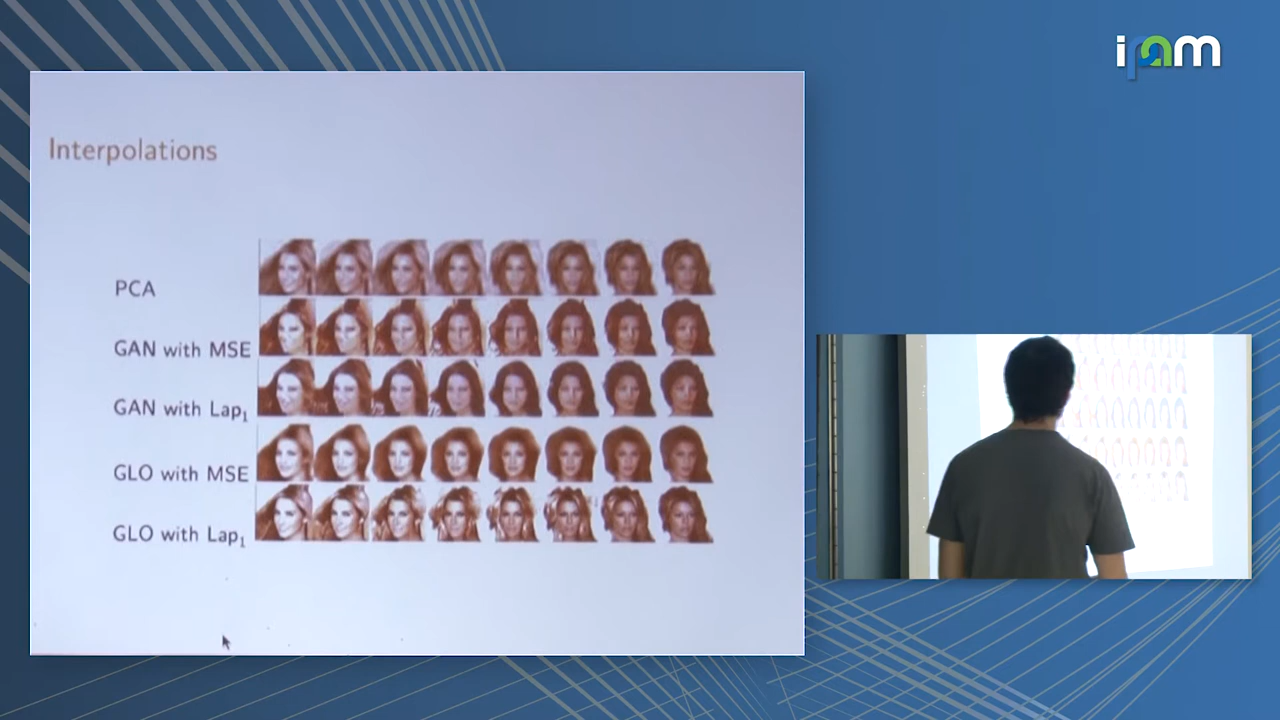 ipam
Interpolations
PCA
GAN with MSE
GAN with Lap₁
GLO with MSE
GLO with Lap₁